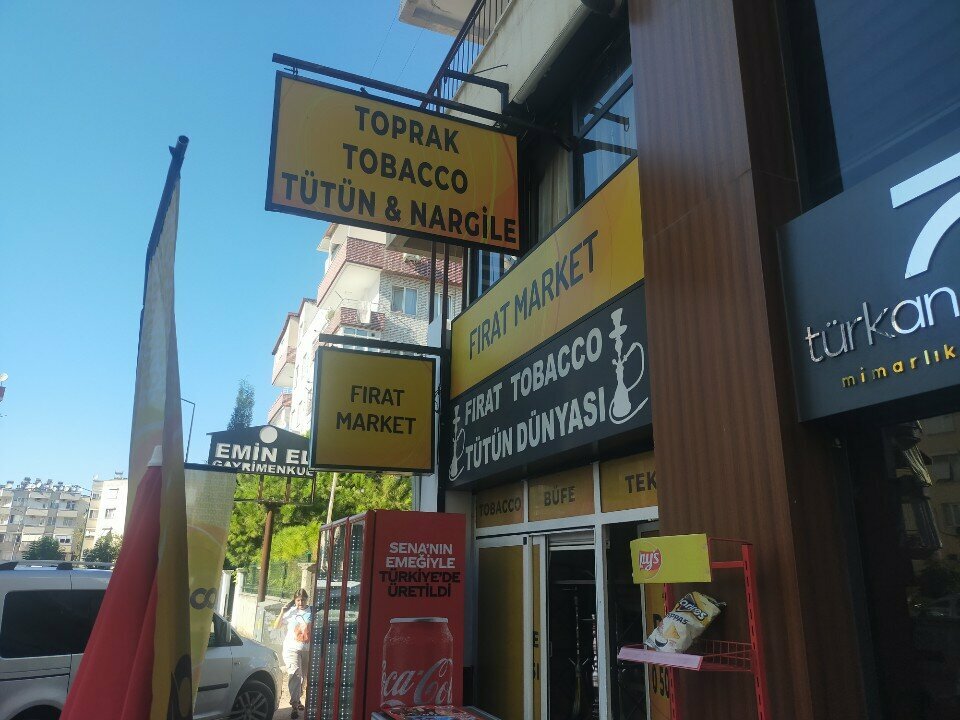 TOPRAK
TOBACCO
TÜTÜN & NARGİLE
FIRAT MARKET
FIRAT TOBACCO
TÜTÜN DÜNYASI
FIRAT
MARKET
EMİN
GAYRİMENKUL
TOBACCO
BÜFE
TEK
türkan
mimarlık
SENA'NIN
EMEĞİYLE
TÜRKİYE'DE
ÜRETİLDİ
Coca-Cola
Lay's